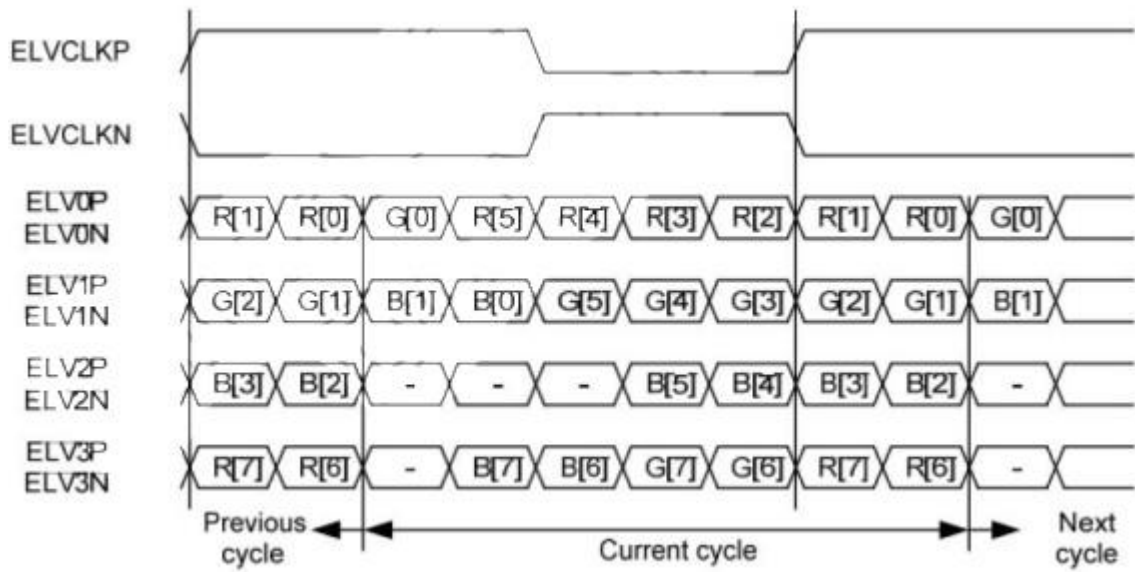 ELVCLKP
ELVCLKN
ELV0P
ELV0N
R[1] R[0] G[0] R[5] R[4] R[3] R[2] R[1] R[0] G[0]
ELV1P
ELV1N
G[2] G[1] B[1] B[0] G[5] G[4] G[3] G[2] G[1] B[1]
ELV2P
ELV2N
B[3] B[2] - - - B[5] B[4] B[3] B[2] -
ELV3P
ELV3N
R[7] R[6] - B[7] B[6] G[7] G[6] R[7] R[6] -
Previous
cycle
Current cycle
Next
cycle